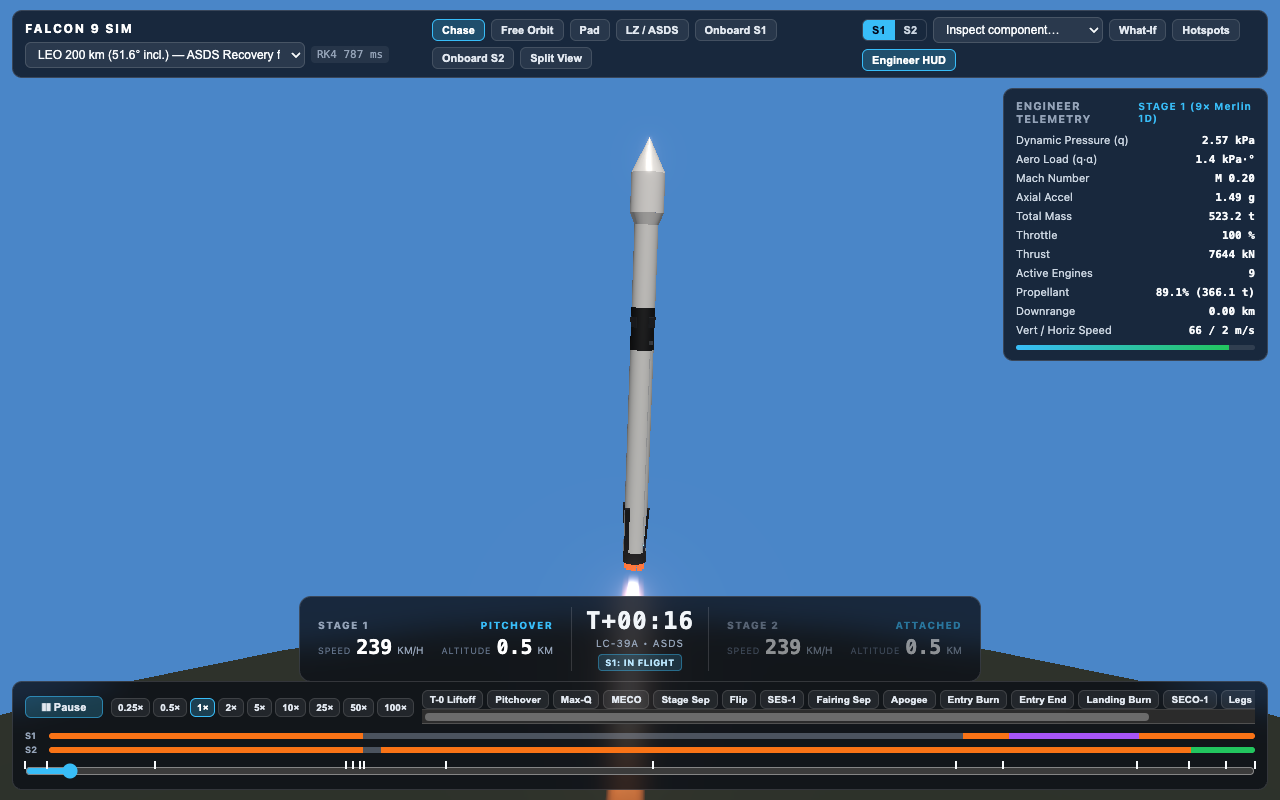 FALCON 9 SIM
LEO 200 km (51.6° incl.) — ASDS Recovery f
RK4 787 ms
Chase
Free Orbit
Pad
LZ / ASDS
Onboard S1
Onboard S2
Split View
S1
S2
Inspect component…
What-If
Hotspots
Engineer HUD
ENGINEER TELEMETRY
STAGE 1 (9× Merlin 1D)
Dynamic Pressure (q) 2.57 kPa
Aero Load (q·α) 1.4 kPa·°
Mach Number M 0.20
Axial Accel 1.49 g
Total Mass 523.2 t
Throttle 100 %
Thrust 7644 kN
Active Engines 9
Propellant 89.1% (366.1 t)
Downrange 0.00 km
Vert / Horiz Speed 66 / 2 m/s
STAGE 1 PITCHOVER
SPEED 239 KM/H ALTITUDE 0.5 KM
T+00:16
LC-39A • ASDS
S1: IN FLIGHT
STAGE 2 ATTACHED
SPEED 239 KM/H ALTITUDE 0.5 KM
Pause
0.25×
0.5×
1×
2×
5×
10×
25×
50×
100×
T-0 Liftoff
Pitchover
Max-Q
MECO
Stage Sep
Flip
SES-1
Fairing Sep
Apogee
Entry Burn
Entry End
Landing Burn
SECO-1
Legs
S1
S2